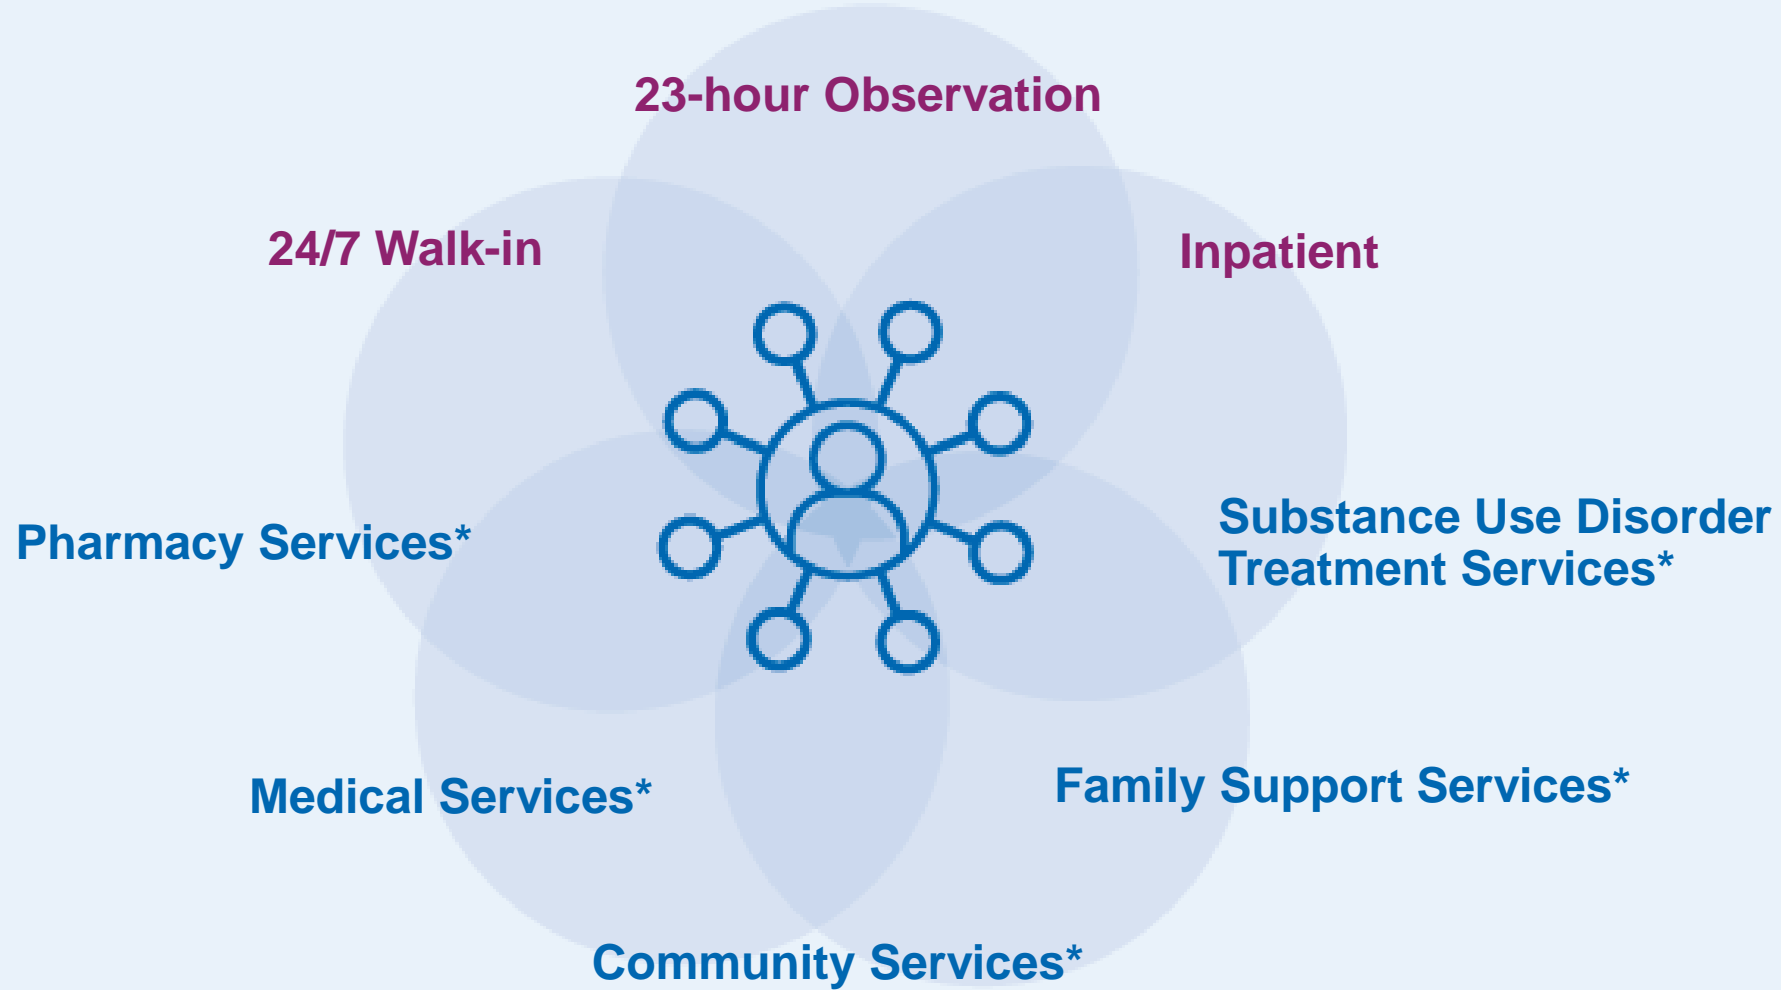 23-hour Observation
24/7 Walk-in
Inpatient
Pharmacy Services*
Substance Use Disorder
Treatment Services*
Medical Services*
Family Support Services*
Community Services*